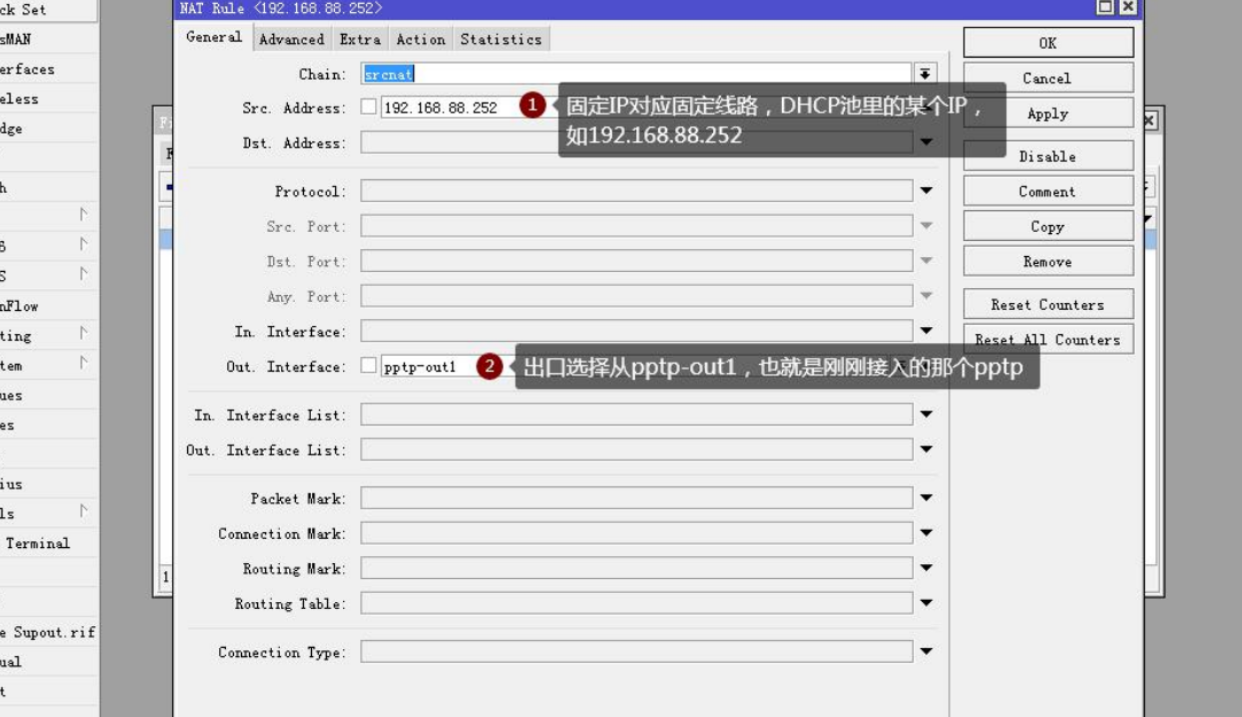 ck Set
NAT Rule <192.168.88.252>
sMAN
General Advanced Extra Action Statistics
OK
erfaces
Chain: srcnat
Cancel
eless
Src. Address: 192.168.88.252
1 固定IP对应固定线路，DHCP池里的某个IP，
如192.168.88.252
Apply
dge
Dst. Address:
Disable
Protocol:
Comment
Src. Port:
Copy
Dst. Port:
Remove
Any. Port:
Reset Counters
nFlow
ting
In. Interface:
Reset All Counters
tem
Out. Interface: pptp-out1
2 出口选择从pptp-out1，也就是刚刚接入的那个pptp
ues
In. Interface List:
es
Out. Interface List:
ius
Packet Mark:
ls
Connection Mark:
Terminal
Routing Mark:
1
Routing Table:
e Supout.rif
Connection Type:
ual
t